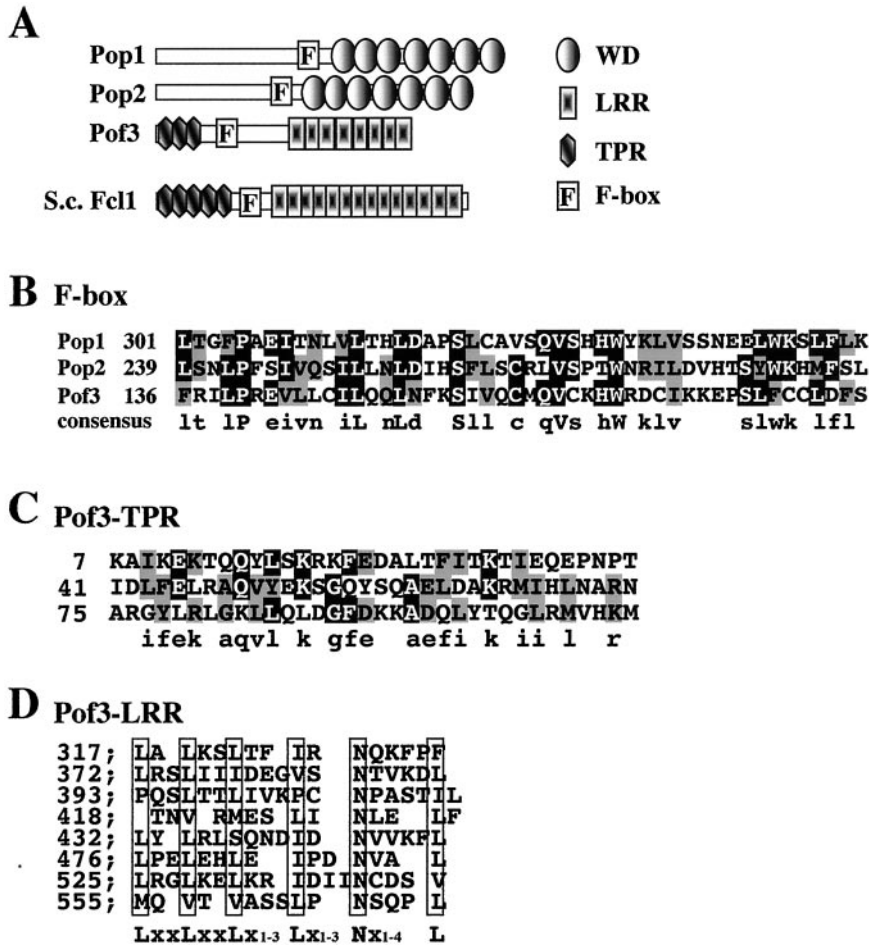 A
Pop1 F WD
Pop2 F LRR
Pof3 F TPR
S.c. Fcl1 F F F-box
B F-box
Pop1 301 LTGFPAEITNLVLTHLDAPSLCAVSQVSHHWYKLVSSNEELWKSLFLK
Pop2 239 LSNLPFSIVQSILLNLDIHSFLSCRLVSPTWNRILDVHTSYWKHMFSL
Pof3 136 FRILPREVLLCILQQLNFKSIVQCMQVCKHWRDCIKKEPSLFCCLDFS
consensus lt lP eivn iL nLd Sll c qVs hW klv slwk lfl
C Pof3-TPR
7 KAIKEKTQQYLSKRKFEDALTFITKTIEQEPNPT
41 IDLFELRAQVYEKSGQYSQAELDAKRMIHLNARN
75 ARGYLRLGKLLQLDGFDKKADQLYTQGLRMVHKM
ifek aqvl k gfe aefi k ii l r
D Pof3-LRR
317; LA LKSLTF IR NQKFPF
372; LRSLIIIDEGVS NTVKDL
393; PQSLTTLIVKPC NPASTIL
418; TNV RMES LI NLE LF
432; LY LRLSQNDID NVVKFL
476; LPELEHLE IPD NVA L
525; LRGLKELKR IDIINCDS V
555; MQ VT VASSLP NSQP L
LxxLxxLx1-3 Lx1-3 Nx1-4 L